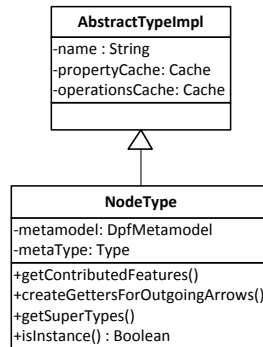 AbstractTypeImpl
-name : String
-propertyCache: Cache
-operationsCache: Cache
NodeType
-metamodel: DpfMetamodel
-metaType: Type
+getContributedFeatures()
+createGettersForOutgoingArrows()
+getSuperTypes()
+isInstance() : Boolean